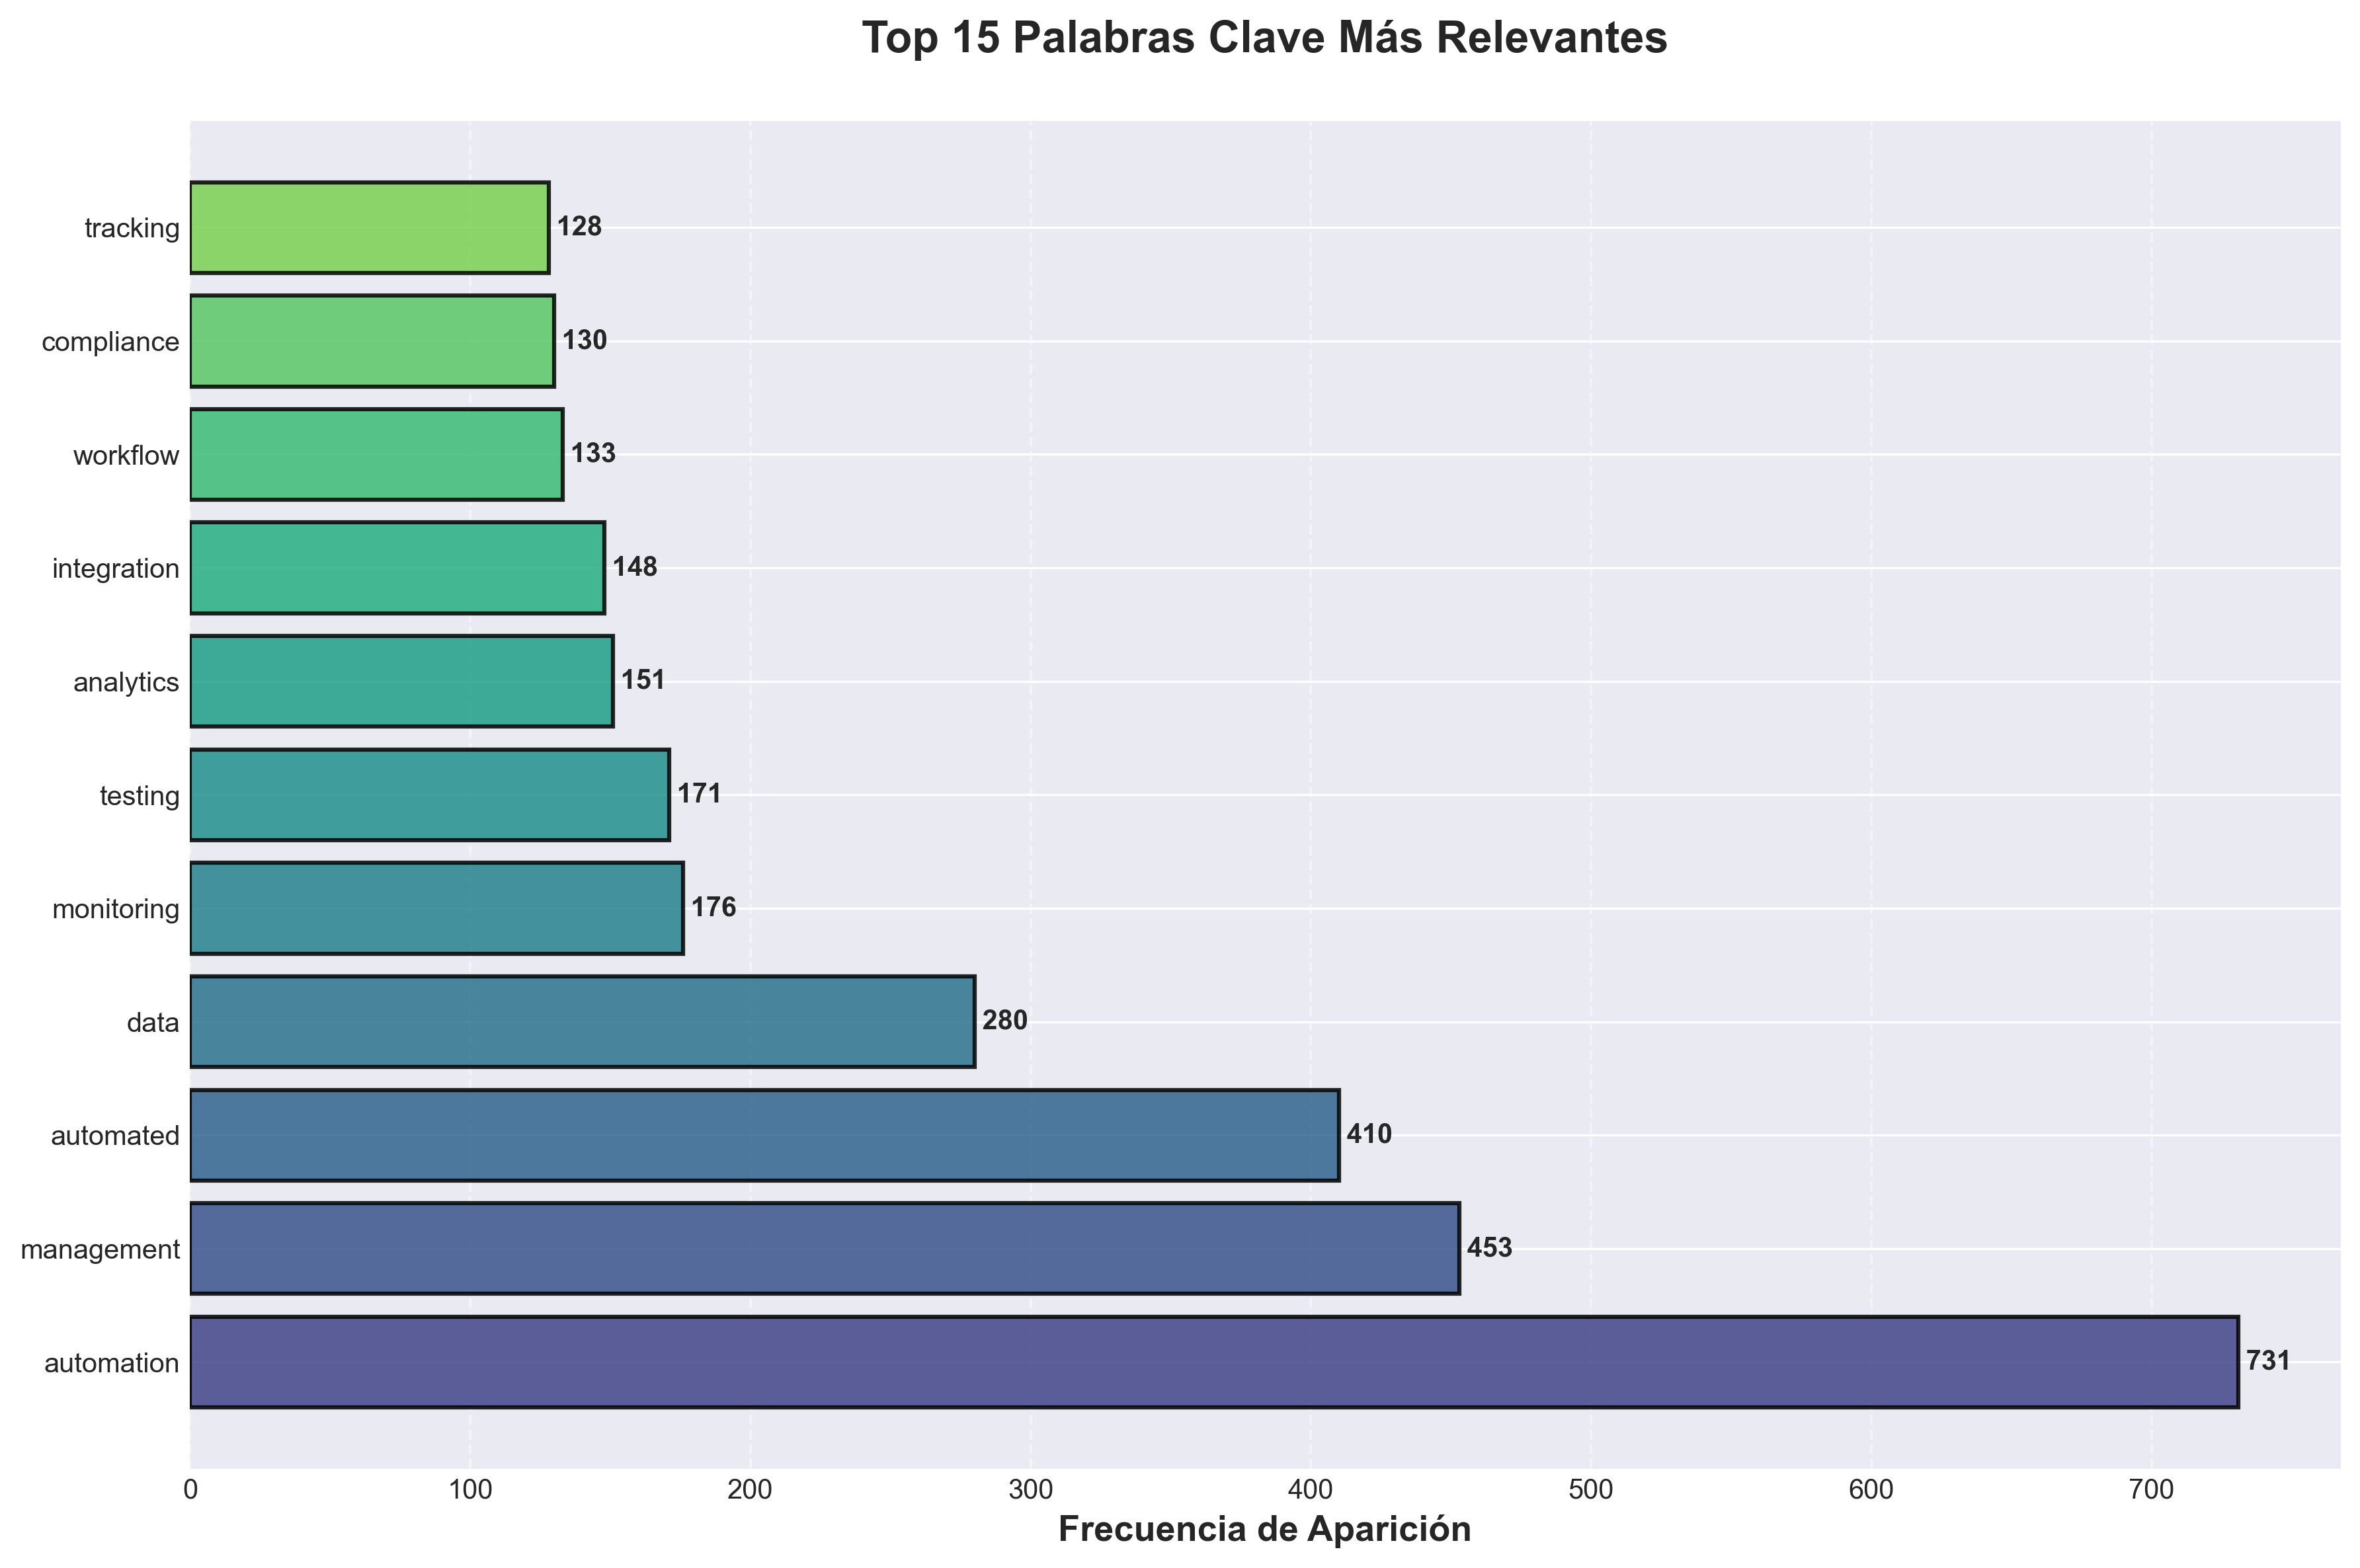 Top 15 Palabras Clave Más Relevantes
tracking 128
compliance 130
workflow 133
integration 148
analytics 151
testing 171
monitoring 176
data 280
automated 410
management 453
automation 731
0 100 200 300 400 500 600 700
Frecuencia de Aparición